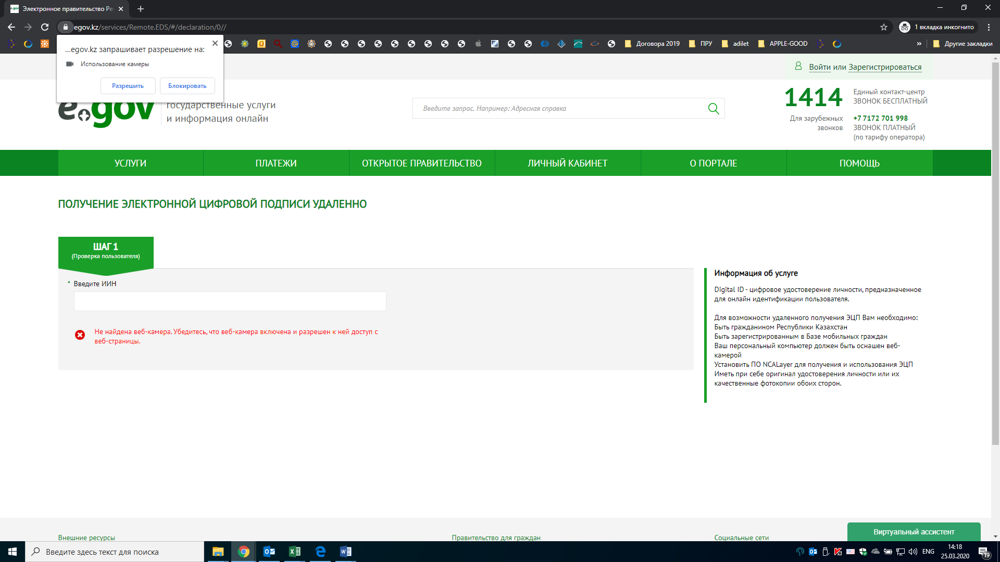 Электронное правительство Ре
egov.kz/services/Remote.EDS/#/declaration/0//
1 вкладка инкогнито
Договора 2019
ПРУ
adilet
APPLE-GOOD
»
Другие закладки
...egov.kz запрашивает разрешение на:
Использование камеры
Разрешить
Блокировать
Войти или Зарегистрироваться
e.gov
государственные услуги
и информация онлайн
Введите запрос. Например: Адресная справка
1414
Единый контакт-центр
ЗВОНОК БЕСПЛАТНЫЙ
Для зарубежных
звонков
+7 7172 701 998
ЗВОНОК ПЛАТНЫЙ
(по тарифу оператора)
УСЛУГИ
ПЛАТЕЖИ
ОТКРЫТОЕ ПРАВИТЕЛЬСТВО
ЛИЧНЫЙ КАБИНЕТ
О ПОРТАЛЕ
ПОМОЩЬ
ПОЛУЧЕНИЕ ЭЛЕКТРОННОЙ ЦИФРОВОЙ ПОДПИСИ УДАЛЕННО
ШАГ 1
(Проверка пользователя)
* Введите ИИН
Не найдена веб-камера. Убедитесь, что веб-камера включена и разрешен к ней доступ с
веб-страницы.
Информация об услуге
Digital ID - цифровое удостоверение личности, предназначенное
для онлайн идентификации пользователя.
Для возможности удаленного получения ЭЦП Вам необходимо:
Быть гражданином Республики Казахстан
Быть зарегистрированным в Базе мобильных граждан
Ваш персональный компьютер должен быть оснашен веб-
камерой
Установить ПО NCALayer для получения и использования ЭЦП
Иметь при себе оригинал удостоверения личности или их
качественные фотокопии обоих сторон.
Внешние ресурсы
Правительство для граждан
Социальные сети
Виртуальный ассистент
Введите здесь текст для поиска
ENG
14:18
25.03.2020
19